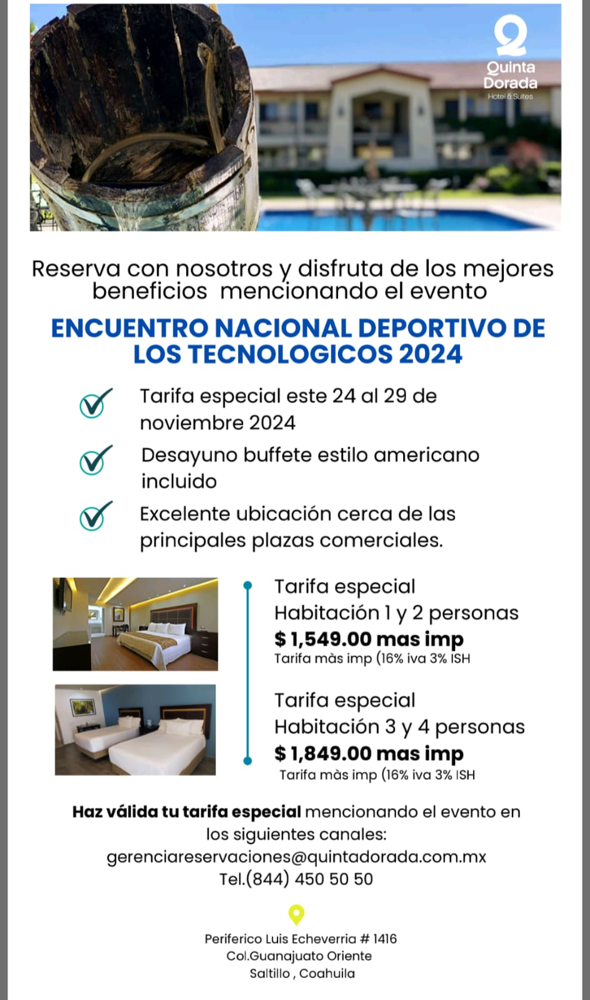 Quinta
Dorada
Hotel & Suites
Reserva con nosotros y disfruta de los mejores
beneficios mencionando el evento
ENCUENTRO NACIONAL DEPORTIVO DE
LOS TECNOLOGICOS 2024
Tarifa especial este 24 al 29 de
noviembre 2024
Desayuno buffete estilo americano
incluido
Excelente ubicación cerca de las
principales plazas comerciales.
Tarifa especial
Habitación 1 y 2 personas
$ 1,549.00 mas imp
Tarifa màs imp (16% iva 3% ISH
Tarifa especial
Habitación 3 y 4 personas
$ 1,849.00 mas imp
Tarifa màs imp (16% iva 3% ISH
Haz válida tu tarifa especial mencionando el evento en
los siguientes canales:
gerenciareservaciones@quintadorada.com.mx
Tel.(844) 450 50 50
Periferico Luis Echeverria # 1416
Col.Guanajuato Oriente
Saltillo , Coahuila